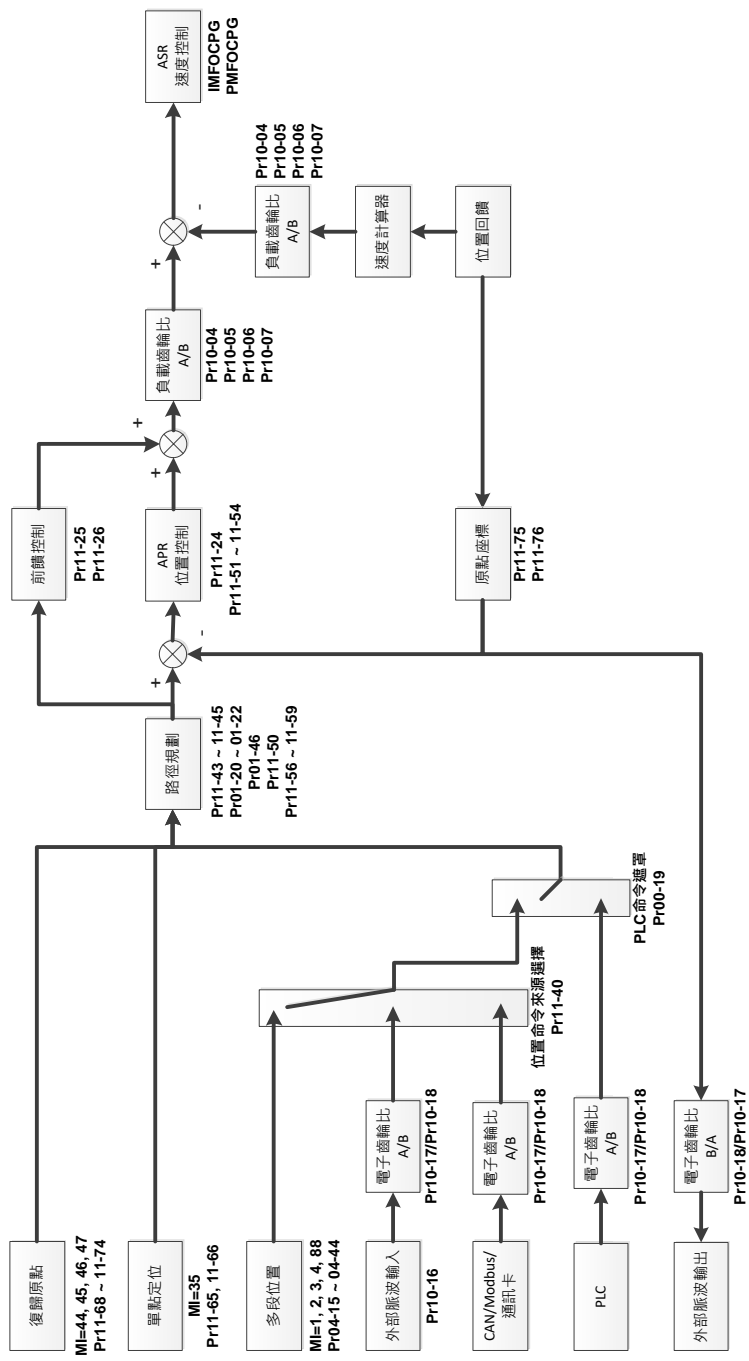 復歸原點
MI=44, 45, 46, 47
Pr11-68 ~ 11-74
單點定位
MI=35
Pr11-65, 11-66
多段位置
MI=1, 2, 3, 4, 88
Pr04-15 ~ 04-44
外部脈波輸入
Pr10-16
電子齒輪比
A/B
Pr10-17/Pr10-18
CAN/Modbus/
通訊卡
電子齒輪比
A/B
Pr10-17/Pr10-18
PLC
電子齒輪比
A/B
Pr10-17/Pr10-18
外部脈波輸出
電子齒輪比
B/A
Pr10-18/Pr10-17
位置命令來源選擇
Pr11-40
PLC命令遮罩
Pr00-19
路徑規劃
Pr11-43 ~ 11-45
Pr01-20 ~ 01-22
Pr01-46
Pr11-50
Pr11-56 ~ 11-59
+
-
前饋控制
Pr11-25
Pr11-26
APR
位置控制
Pr11-24
Pr11-51 ~ 11-54
原點座標
Pr11-75
Pr11-76
+
+
負載齒輪比
A/B
Pr10-04
Pr10-05
Pr10-06
Pr10-07
+
-
負載齒輪比
A/B
Pr10-04
Pr10-05
Pr10-06
Pr10-07
速度計算器
位置回饋
ASR
速度控制
IMFOCPG
PMFOCPG